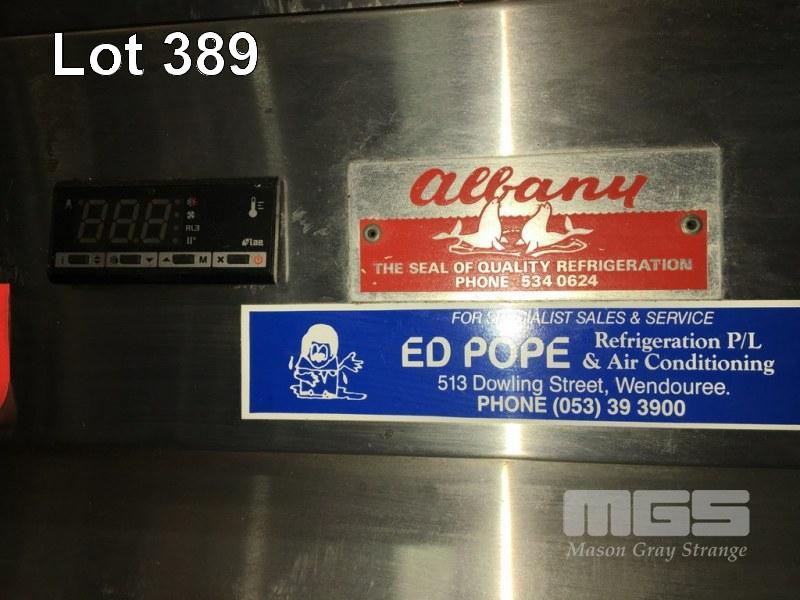 Lot 389
Albany
THE SEAL OF QUALITY REFRIGERATION
PHONE 534 0624
FOR SPECIALIST SALES & SERVICE
ED POPE Refrigeration P/L
& Air Conditioning
513 Dowling Street, Wendouree.
PHONE (053) 39 3900
888
lae
M
MGS
Mason Gray Strange